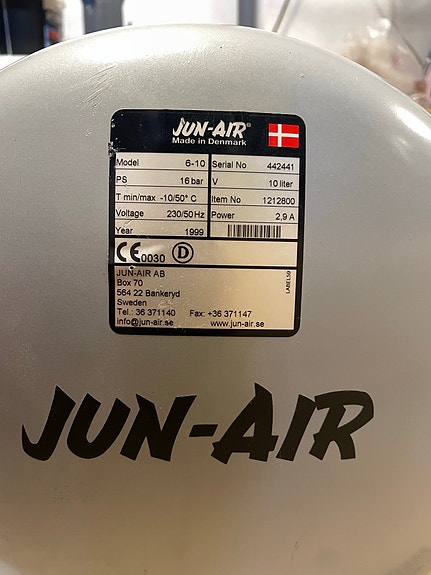 JUN-AIR®
Made in Denmark
Model 6-10 Serial No 442441
PS 16 bar V 10 liter
T min/max -10/50° C Item No 1212800
Voltage 230/50 Hz Power 2,9 A
Year 1999
CE 0030 D
JUN-AIR AB
Box 70
564 22 Bankeryd
Sweden
Tel.: 36 371140 Fax: +36 371147
info@jun-air.se www.jun-air.se
LABEL59
JUN-AIR